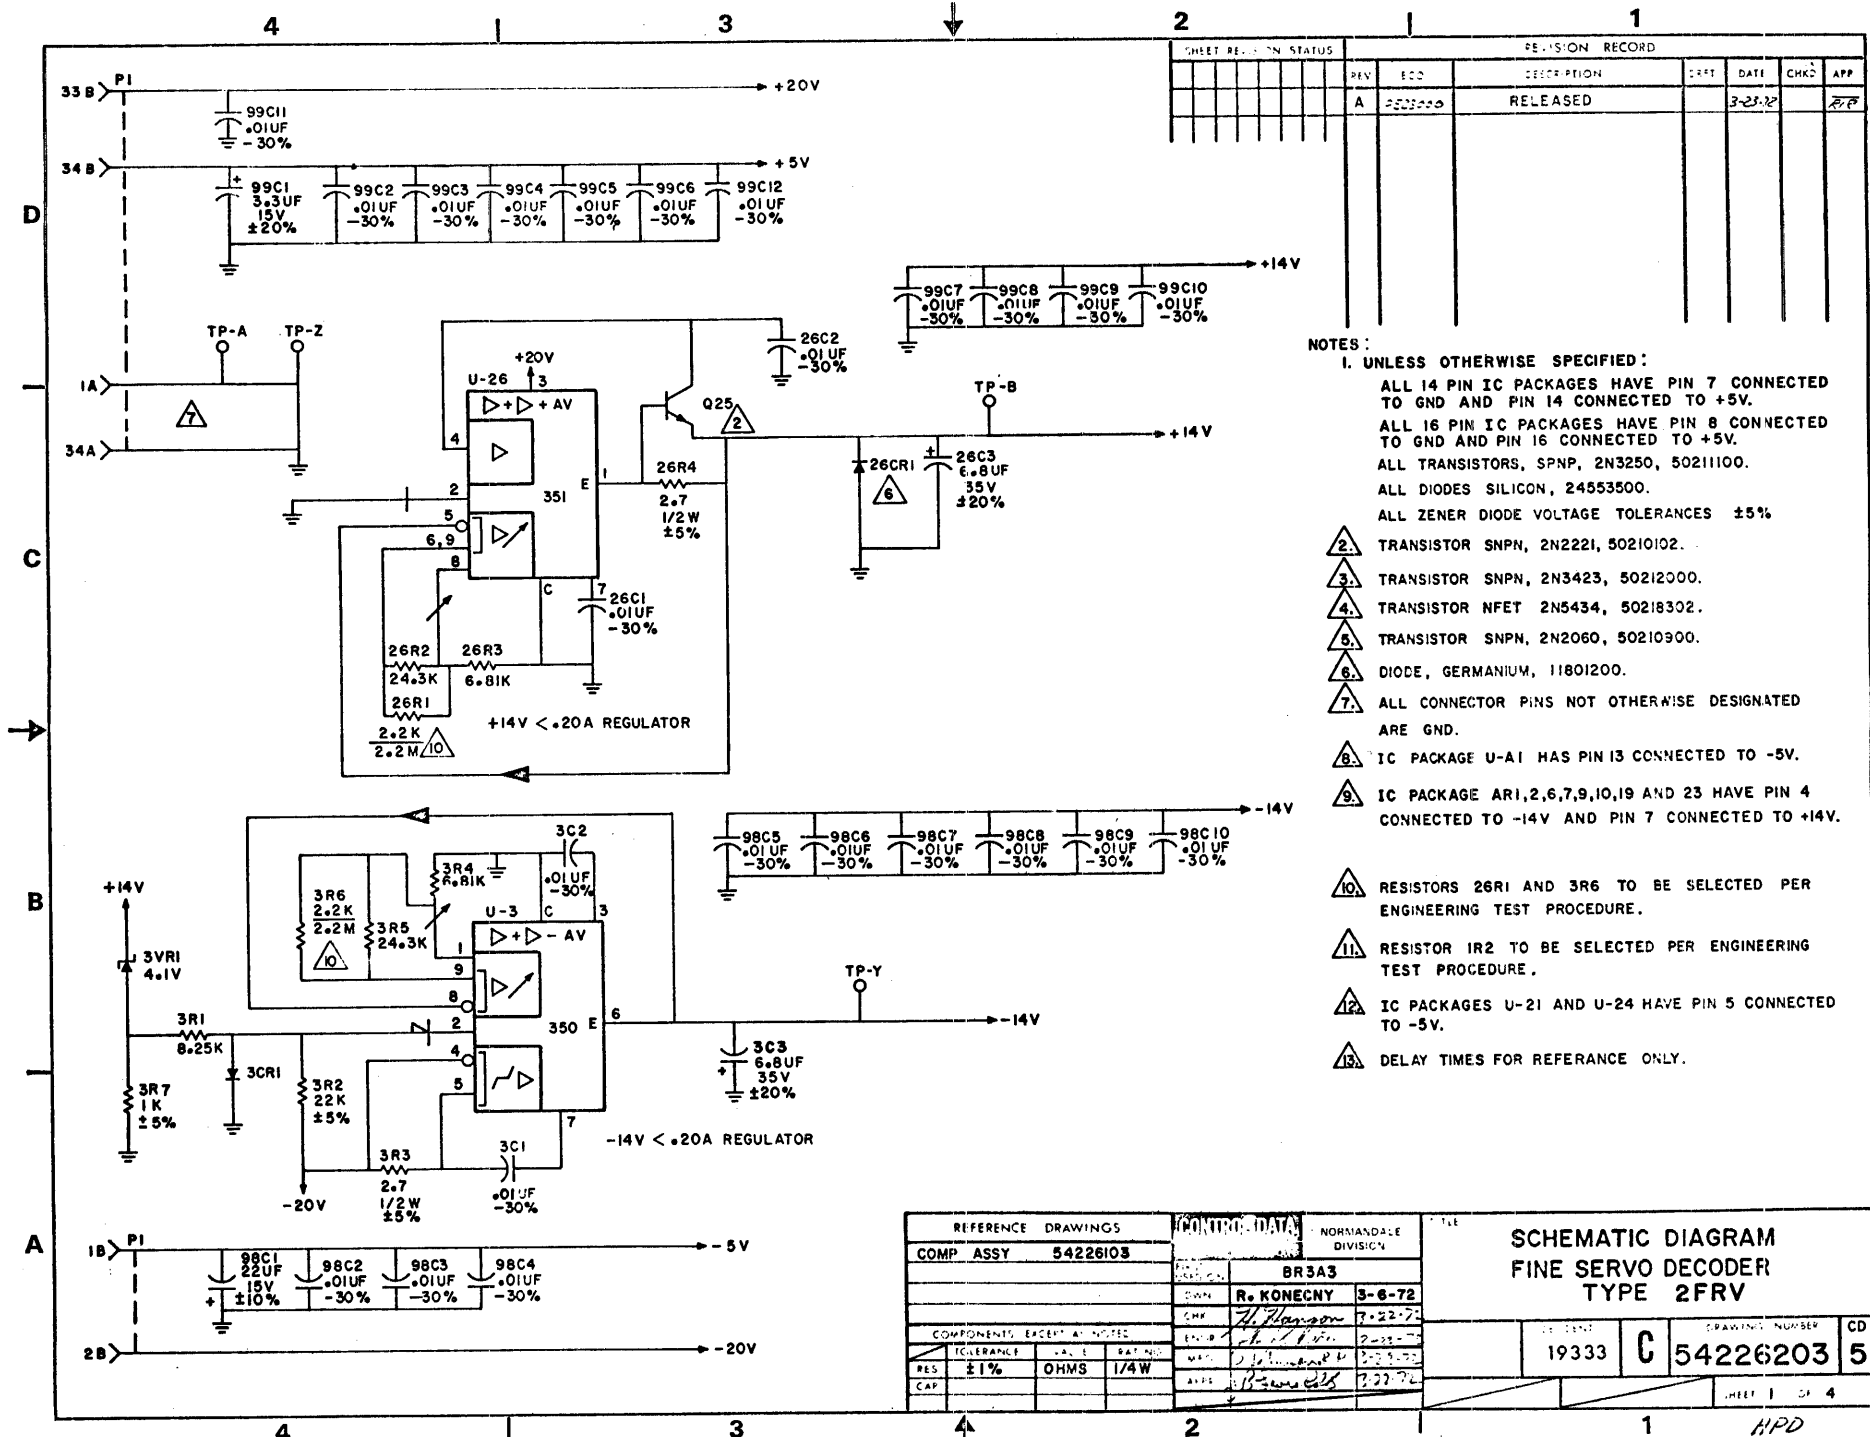 4 3 2 1
SHEET REVISION STATUS
REVISION RECORD
REV ECO DESCRIPTION DRFT DATE CHKD APP
A RELEASED 3-23-72
33B P1 +20V
99C11
.01UF
-30%
34B +5V
99C1
3.3UF
15V
±20%
99C2
.01UF
-30%
99C3
.01UF
-30%
99C4
.01UF
-30%
99C5
.01UF
-30%
99C6
.01UF
-30%
99C12
.01UF
-30%
D
+14V
99C7
.01UF
-30%
99C8
.01UF
-30%
99C9
.01UF
-30%
99C10
.01UF
-30%
TP-A TP-Z
1A
7
34A
26C2
.01UF
-30%
+20V
U-26 3
+ + AV
4
2
5
6,9
8
351
E 1
C 7
Q25
2
26R4
2.7
1/2W
±5%
TP-B
+14V
26CR1
6
+
26C3
6.8UF
35V
±20%
C
26C1
.01UF
-30%
26R2
24.3K
26R3
6.81K
26R1
2.2K
2.2M
10
+14V < .20A REGULATOR
NOTES:
1. UNLESS OTHERWISE SPECIFIED:
ALL 14 PIN IC PACKAGES HAVE PIN 7 CONNECTED
TO GND AND PIN 14 CONNECTED TO +5V.
ALL 16 PIN IC PACKAGES HAVE PIN 8 CONNECTED
TO GND AND PIN 16 CONNECTED TO +5V.
ALL TRANSISTORS, SPNP, 2N3250, 50211100.
ALL DIODES SILICON, 24553500.
ALL ZENER DIODE VOLTAGE TOLERANCES ±5%
2. TRANSISTOR SNPN, 2N2221, 50210102.
3. TRANSISTOR SNPN, 2N3423, 50212000.
4. TRANSISTOR NFET 2N5434, 50218302.
5. TRANSISTOR SNPN, 2N2060, 50210900.
6. DIODE, GERMANIUM, 11801200.
7. ALL CONNECTOR PINS NOT OTHERWISE DESIGNATED
ARE GND.
8. IC PACKAGE U-A1 HAS PIN 13 CONNECTED TO -5V.
9. IC PACKAGE AR1,2,6,7,9,10,19 AND 23 HAVE PIN 4
CONNECTED TO -14V AND PIN 7 CONNECTED TO +14V.
10. RESISTORS 26R1 AND 3R6 TO BE SELECTED PER
ENGINEERING TEST PROCEDURE.
11. RESISTOR 1R2 TO BE SELECTED PER ENGINEERING
TEST PROCEDURE.
12. IC PACKAGES U-21 AND U-24 HAVE PIN 5 CONNECTED
TO -5V.
13. DELAY TIMES FOR REFERANCE ONLY.
-14V
98C5
.01UF
-30%
98C6
.01UF
-30%
98C7
.01UF
-30%
98C8
.01UF
-30%
98C9
.01UF
-30%
98C10
.01UF
-30%
B
+14V
3VR1
4.1V
3R6
2.2K
2.2M
10
3R5
24.3K
3R4
6.81K
3C2
.01UF
-30%
U-3 C 3
+ - AV
1
9
8
2
4
5
350
E 6
7
TP-Y
-14V
3C3
6.8UF
35V
±20%
+
3R1
8.25K
3CR1
3R7
1K
±5%
3R2
22K
±5%
-20V
3R3
2.7
1/2W
±5%
3C1
.01UF
-30%
-14V < .20A REGULATOR
A
1B P1 -5V
98C1
22UF
15V
±10%
+
98C2
.01UF
-30%
98C3
.01UF
-30%
98C4
.01UF
-30%
2B -20V
REFERENCE DRAWINGS
COMP ASSY 54226103
COMPONENTS EXCEPT AS NOTED
TOLERANCE VALUE RATING
RES ±1% OHMS 1/4W
CAP
CONTROL DATA
NORMANDALE
DIVISION
BR3A3
DWN R. KONECNY 3-6-72
CHK H. Hanson 3-22-72
ENGR
MFG
APPR 3-22-72
TITLE
SCHEMATIC DIAGRAM
FINE SERVO DECODER
TYPE 2FRV
19333 C
DRAWING NUMBER
54226203
CD
5
SHEET 1 OF 4
4 3 2 1
HPD